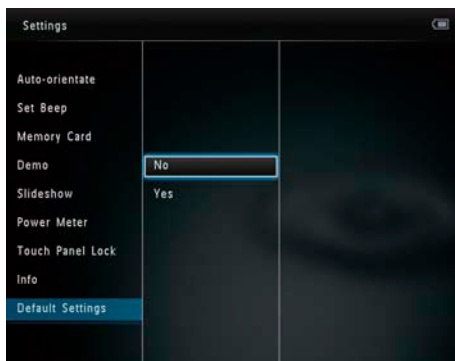 Settings
Auto-orientate
Set Beep
Memory Card
Demo
No
Slideshow
Yes
Power Meter
Touch Panel Lock
Info
Default Settings